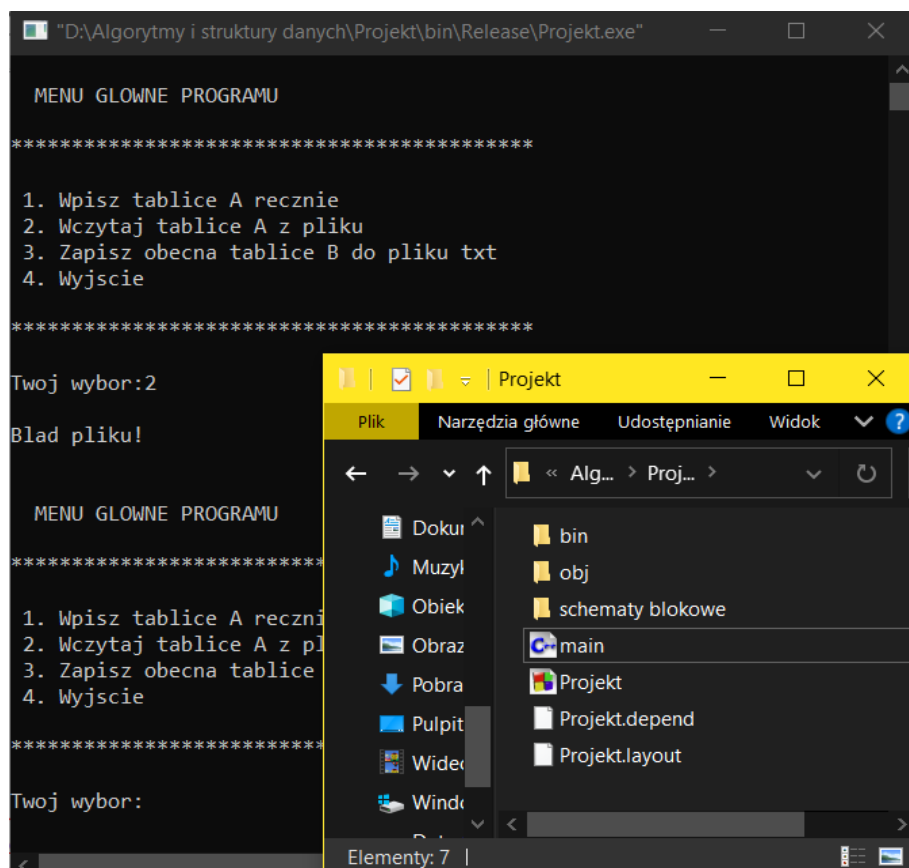 "D:\Algorytmy i struktury danych\Projekt\bin\Release\Projekt.exe"
MENU GLOWNE PROGRAMU
*******************************************
1. Wpisz tablice A recznie
2. Wczytaj tablice A z pliku
3. Zapisz obecna tablice B do pliku txt
4. Wyjscie
*******************************************
Twoj wybor:2
Blad pliku!
MENU GLOWNE PROGRAMU
**************************
1. Wpisz tablice A reczni
2. Wczytaj tablice A z pl
3. Zapisz obecna tablice
4. Wyjscie
**************************
Twoj wybor:
Projekt
Plik Narzędzia główne Udostępnianie Widok ?
« Alg... > Proj... >
Dokur
Muzyk
Obiek
Obraz
Pobra
Pulpit
Widec
Windo
bin
obj
schematy blokowe
main
Projekt
Projekt.depend
Projekt.layout
Elementy: 7